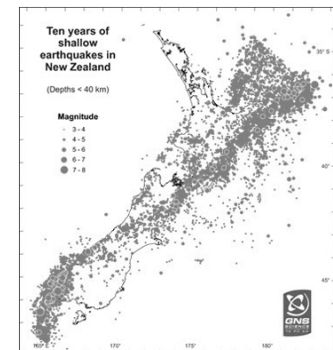 Ten years of
shallow
earthquakes in
New Zealand
(Depths < 40 km)
Magnitude
3 - 4
4 - 5
5 - 6
6 - 7
7 - 8
35° S
40°
45°
165° E
170°
175°
180°
GNS
SCIENCE